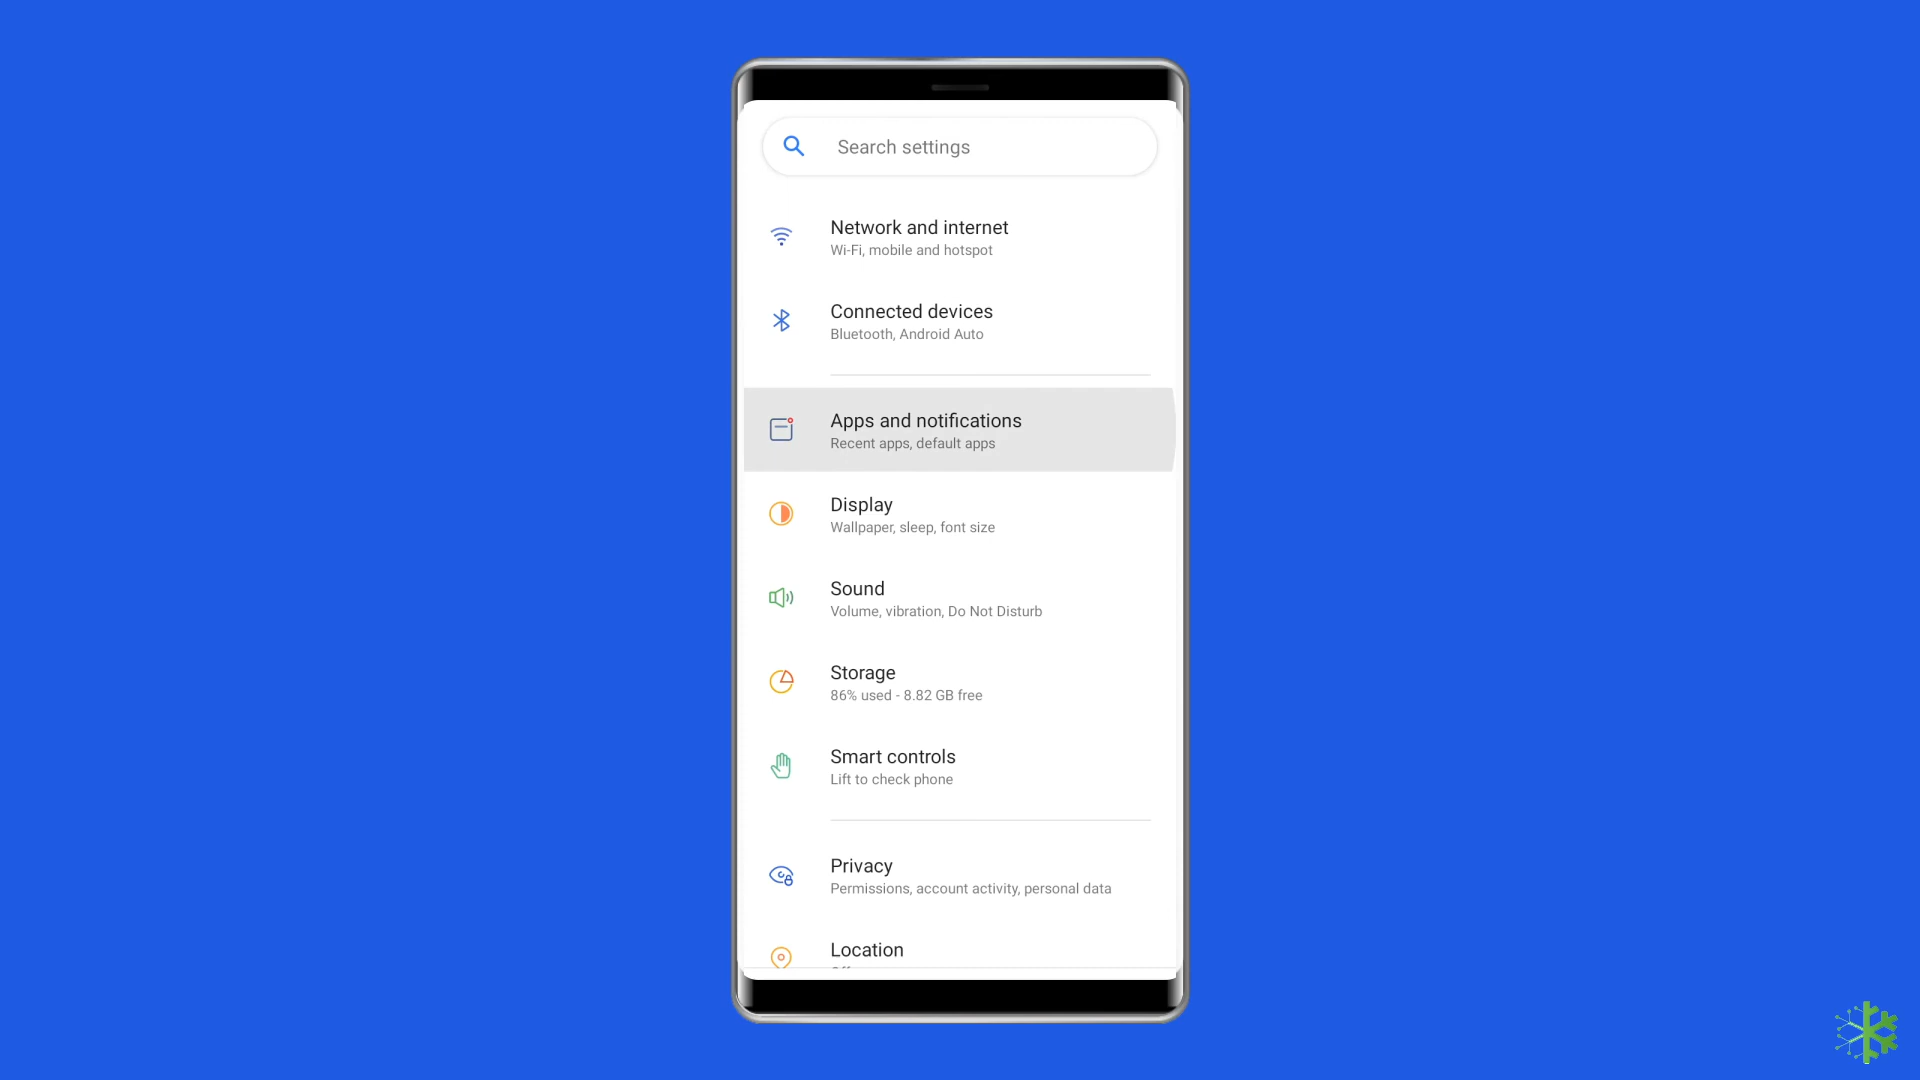 Search settings
Network and internet
Wi-Fi, mobile and hotspot
Connected devices
Bluetooth, Android Auto
Apps and notifications
Recent apps, default apps
Display
Wallpaper, sleep, font size
Sound
Volume, vibration, Do Not Disturb
Storage
86% used - 8.82 GB free
Smart controls
Lift to check phone
Privacy
Permissions, account activity, personal data
Location